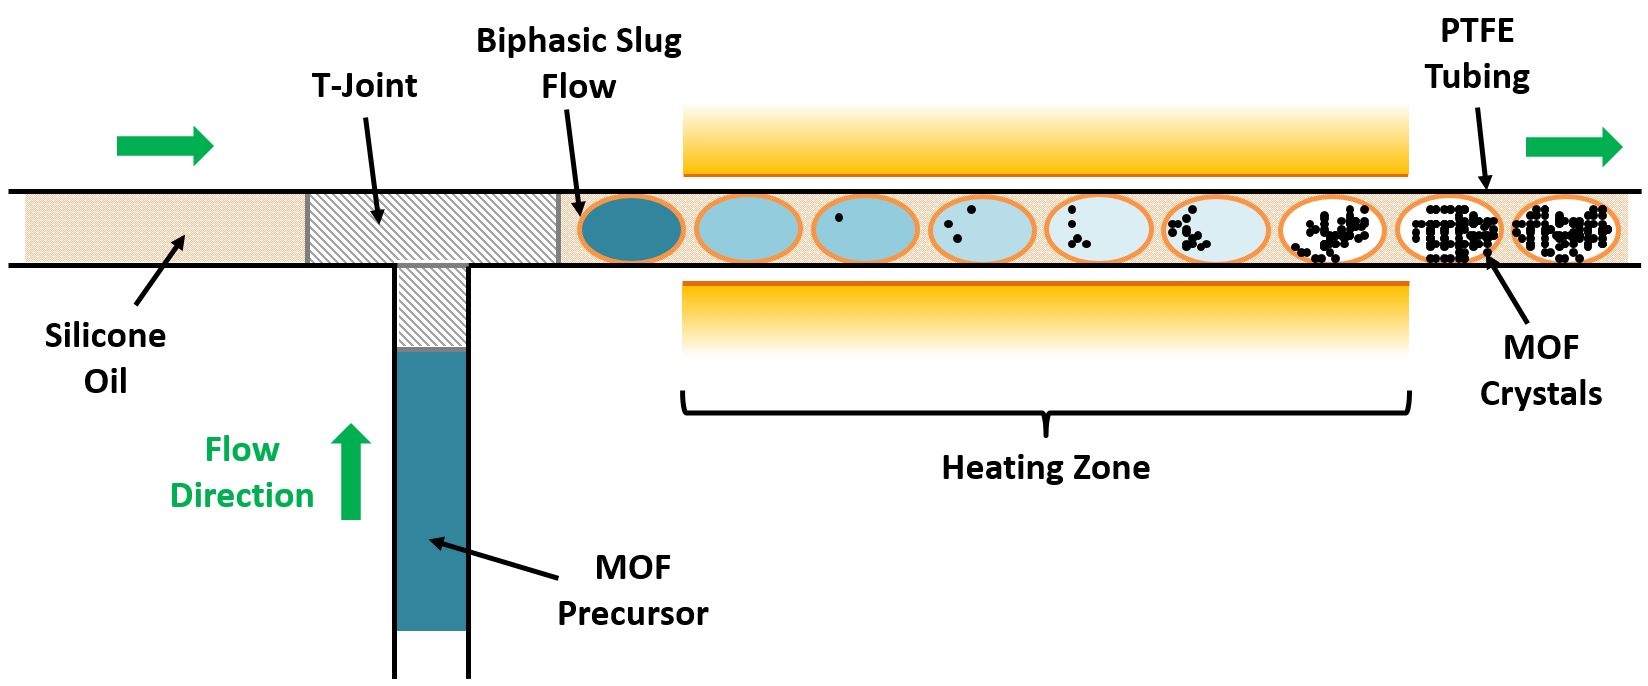 Biphasic Slug
Flow
T-Joint
PTFE
Tubing
Silicone
Oil
MOF
Crystals
Flow
Direction
Heating Zone
MOF
Precursor